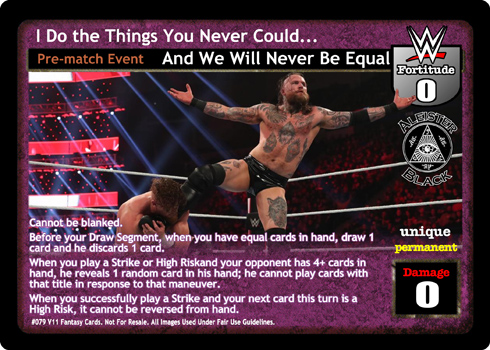 I Do the Things You Never Could...
Pre-match Event
And We Will Never Be Equal
Fortitude
0
ALEISTER
BLACK
Cannot be blanked.
Before your Draw Segment, when you have equal cards in hand, draw 1
card and he discards 1 card.
When you play a Strike or High Riskand your opponent has 4+ cards in
hand, he reveals 1 random card in his hand; he cannot play cards with
that title in response to that maneuver.
When you successfully play a Strike and your next card this turn is a
High Risk, it cannot be reversed from hand.
unique
permanent
Damage
0
#079 V11 Fantasy Cards. Not For Resale. All Images Used Under Fair Use Guidelines.